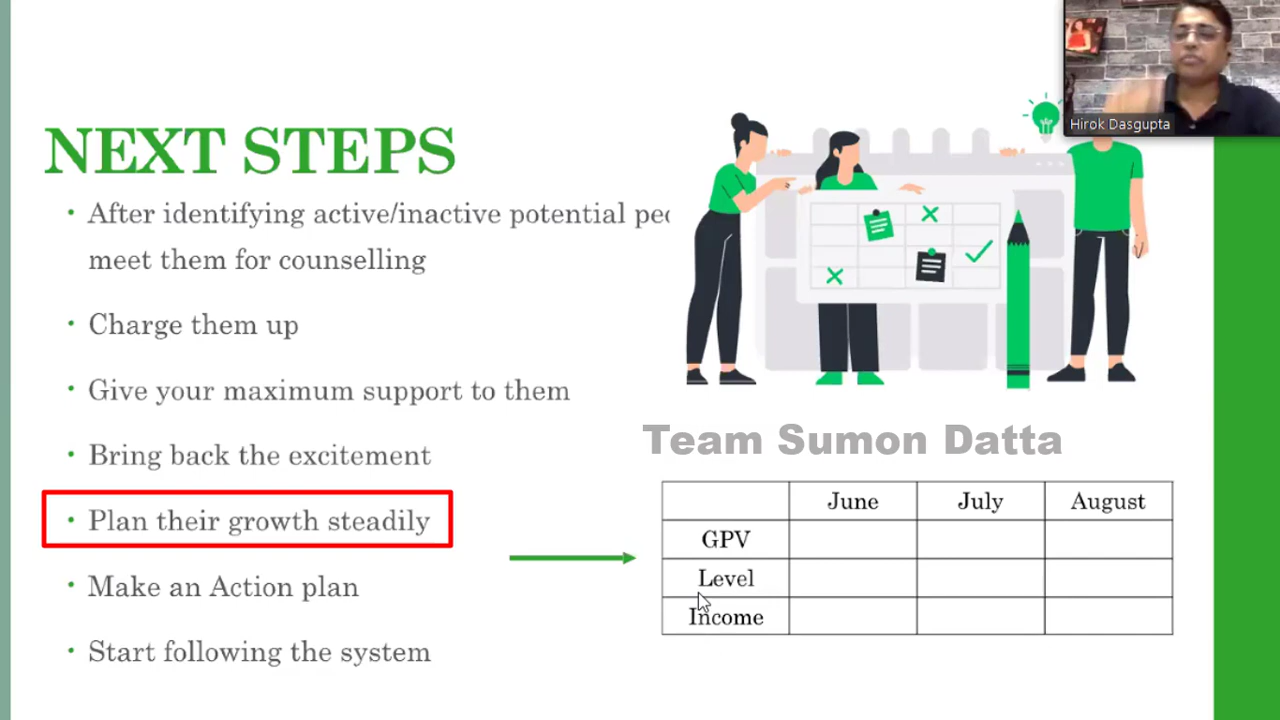 Hirok Dasgupta
NEXT STEPS
• After identifying active/inactive potential
meet them for counselling
• Charge them up
• Give your maximum support to them
• Bring back the excitement
• Plan their growth steadily
• Make an Action plan
• Start following the system
Team Sumon Datta
June July August
GPV
Level
Income